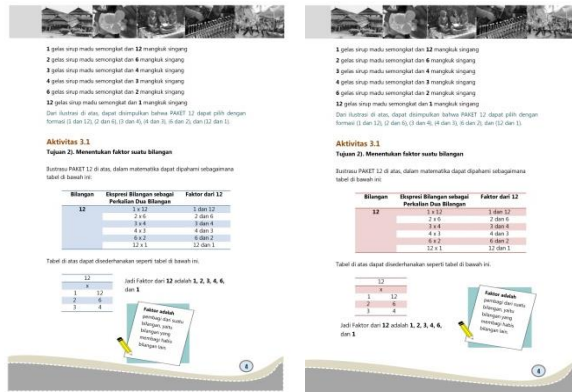 1 gelas sirup madu semongkat dan 12 mangkuk singang
2 gelas sirup madu semongkat dan 6 mangkuk singang
3 gelas sirup madu semongkat dan 4 mangkuk singang
4 gelas sirup madu semongkat dan 3 mangkuk singang
6 gelas sirup madu semongkat dan 2 mangkuk singang
12 gelas sirup madu semongkat dan 1 mangkuk singang
Dari ilustrasi di atas, dapat disimpulkan bahwa PAKET 12 dapat pilih dengan
formasi (1 dan 12), (2 dan 6), (3 dan 4), (4 dan 3), (6 dan 2), dan (12 dan 1).
Aktivitas 3.1
Tujuan 2). Menentukan faktor suatu bilangan
Ilustrasu PAKET 12 di atas, dalam matematika dapat dipahami sebagaimana
tabel di bawah ini:
Bilangan Ekspresi Bilangan sebagai Faktor dari 12
Perkalian Dua Bilangan
12 1 x 12 1 dan 12
2 x 6 2 dan 6
3 x 4 3 dan 4
4 x 3 4 dan 3
6 x 2 6 dan 2
12 x 1 12 dan 1
Tabel di atas dapat disederhanakan seperti tabel di bawah ini.
12
x
1 12
2 6
3 4
Jadi Faktor dari 12 adalah 1, 2, 3, 4, 6,
dan 1
Faktor adalah
pembagi dari suatu
bilangan, yaitu
bilangan yang
membagi habis
bilangan lain.
4
1 gelas sirup madu semongkat dan 12 mangkuk singang
2 gelas sirup madu semongkat dan 6 mangkuk singang
3 gelas sirup madu semongkat dan 4 mangkuk singang
4 gelas sirup madu semongkat dan 3 mangkuk singang
6 gelas sirup madu semongkat dan 2 mangkuk singang
12 gelas sirup madu semongkat dan 1 mangkuk singang
Dari ilustrasi di atas, dapat disimpulkan bahwa PAKET 12 dapat pilih dengan
formasi (1 dan 12), (2 dan 6), (3 dan 4), (4 dan 3), (6 dan 2), dan (12 dan 1).
Aktivitas 3.1
Tujuan 2). Menentukan faktor suatu bilangan
Ilustrasu PAKET 12 di atas, dalam matematika dapat dipahami sebagaimana
tabel di bawah ini:
Bilangan Ekspresi Bilangan sebagai Faktor dari 12
Perkalian Dua Bilangan
12 1 x 12 1 dan 12
2 x 6 2 dan 6
3 x 4 3 dan 4
4 x 3 4 dan 3
6 x 2 6 dan 2
12 x 1 12 dan 1
Tabel di atas dapat disederhanakan seperti tabel di bawah ini.
12
x
1 12
2 6
3 4
Jadi Faktor dari 12 adalah 1, 2, 3, 4, 6,
dan 1
Faktor adalah
pembagi dari suatu
bilangan, yaitu
bilangan yang
membagi habis
bilangan lain.
4